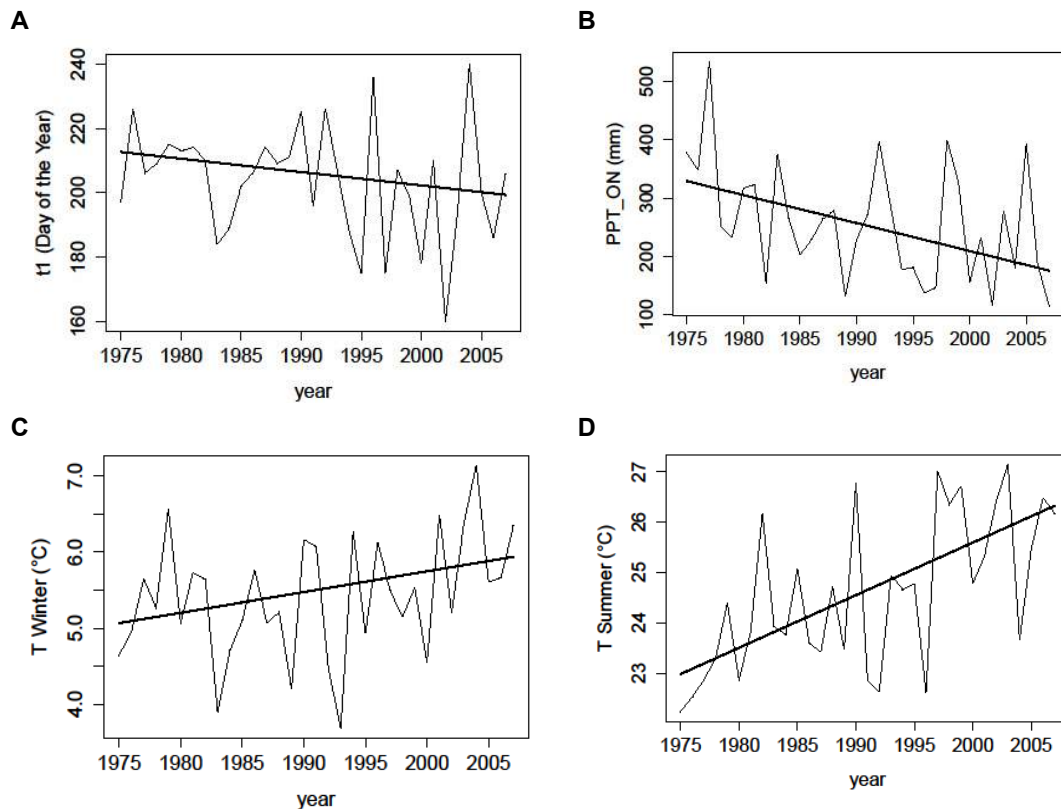 A
B
t1 (Day of the Year)
240
220
200
180
160
1975 1980 1985 1990 1995 2000 2005
year
PPT_ON (mm)
500
400
300
200
100
1975 1980 1985 1990 1995 2000 2005
year
C
D
T Winter (°C)
7.0
6.0
5.0
4.0
1975 1980 1985 1990 1995 2000 2005
year
T Summer (°C)
27
26
25
24
23
1975 1980 1985 1990 1995 2000 2005
year